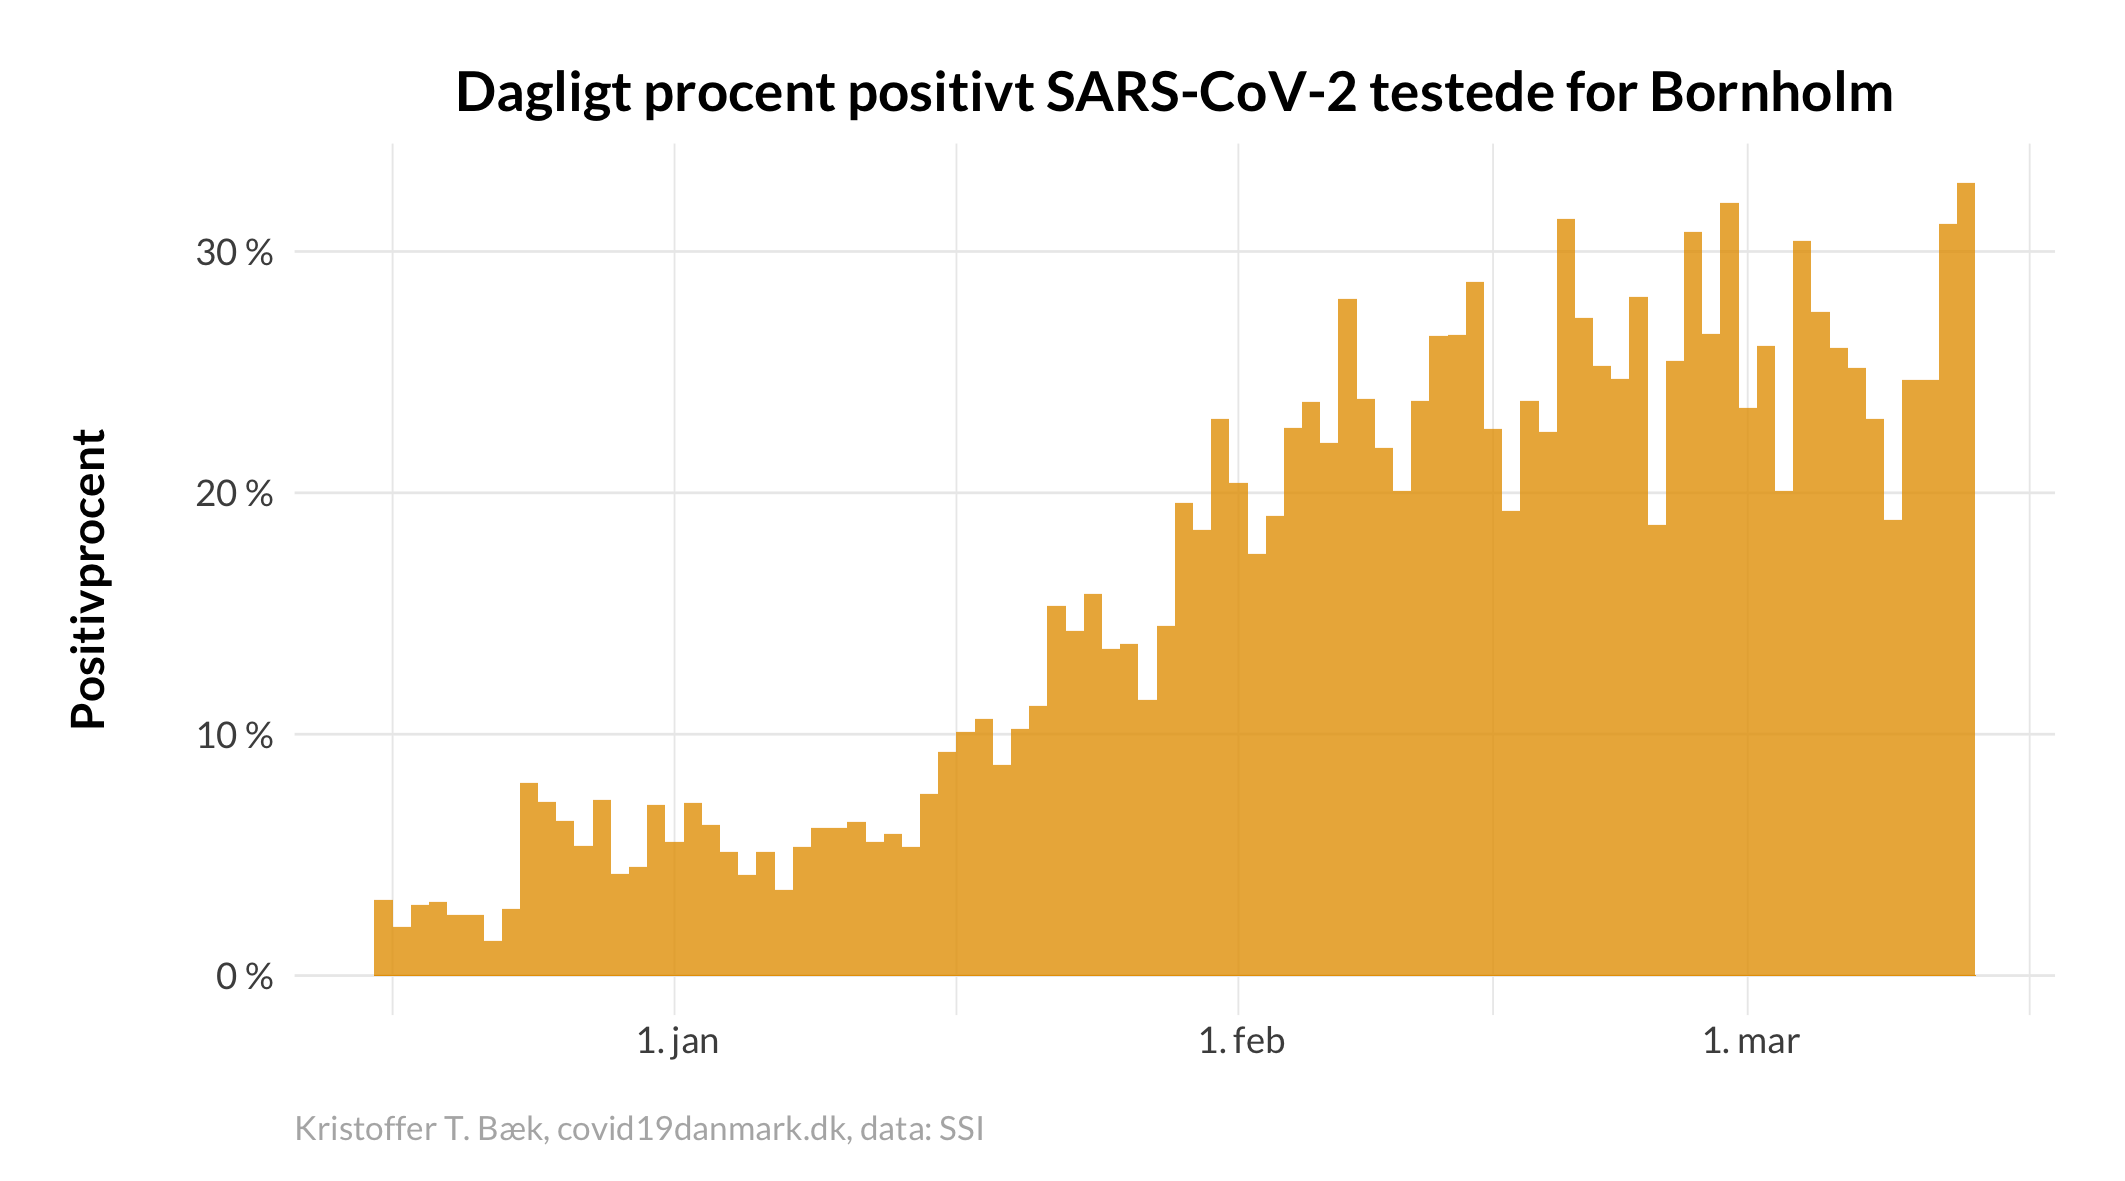 Dagligt procent positivt SARS-CoV-2 testede for Bornholm
Positivprocent
30 %
20 %
10 %
0 %
1. jan
1. feb
1. mar
Kristoffer T. Bæk, covid19danmark.dk, data: SSI